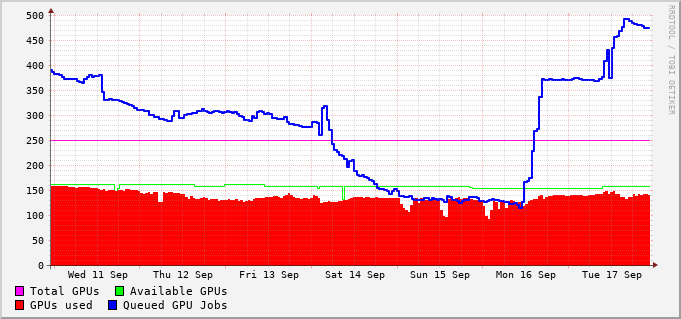 500
450
400
350
300
250
200
150
100
50
0
Wed 11 Sep Thu 12 Sep Fri 13 Sep Sat 14 Sep Sun 15 Sep Mon 16 Sep Tue 17 Sep
Total GPUs Available GPUs
GPUs used Queued GPU Jobs
RRDTOOL / TOBI OETIKER